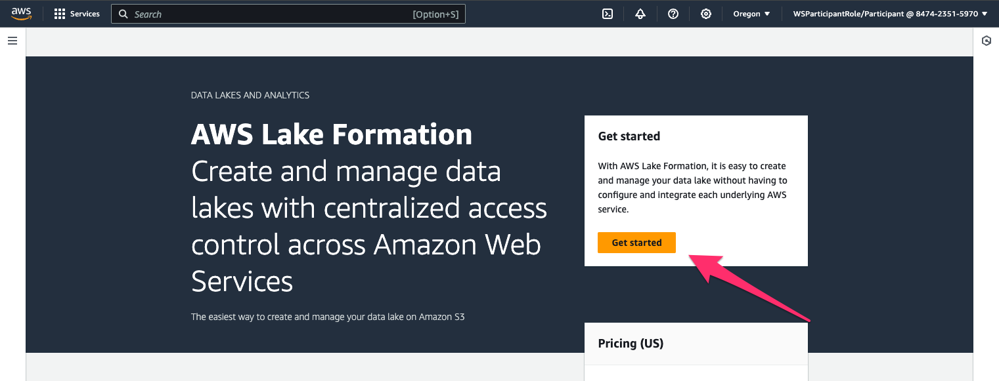 aws
Services
Search
[Option+S]
Oregon
WSParticipantRole/Participant @ 8474-2351-5970
DATA LAKES AND ANALYTICS
AWS Lake Formation
Create and manage data
lakes with centralized access
control across Amazon Web
Services
The easiest way to create and manage your data lake on Amazon S3
Get started
With AWS Lake Formation, it is easy to create
and manage your data lake without having to
configure and integrate each underlying AWS
service.
Get started
Pricing (US)